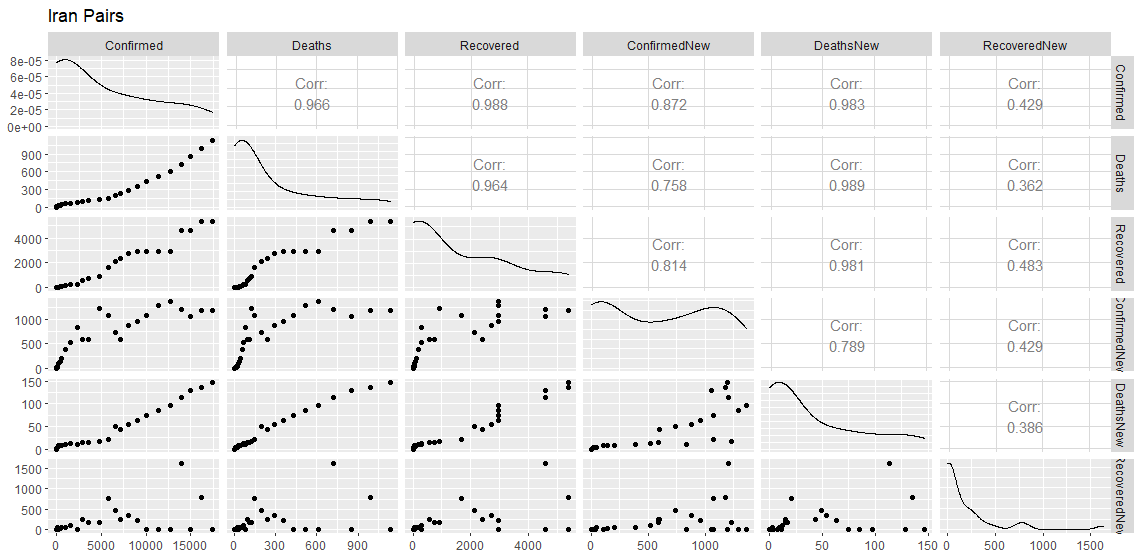 Iran Pairs
Confirmed Deaths Recovered ConfirmedNew DeathsNew RecoveredNew
8e-05
6e-05
4e-05
2e-05
0e+00
Corr:
0.966
Corr:
0.988
Corr:
0.872
Corr:
0.983
Corr:
0.429
Confirmed
900
600
300
0
Corr:
0.964
Corr:
0.758
Corr:
0.989
Corr:
0.362
Deaths
4000
2000
0
Corr:
0.814
Corr:
0.981
Corr:
0.483
Recovered
1000
500
0
Corr:
0.789
Corr:
0.429
ConfirmedNew
150
100
50
0
Corr:
0.386
DeathsNew
1500
1000
500
0
RecoveredNew
0 5000 10000 15000 0 300 600 900 0 2000 4000 0 500 1000 0 50 100 150 0 500 1000 1500